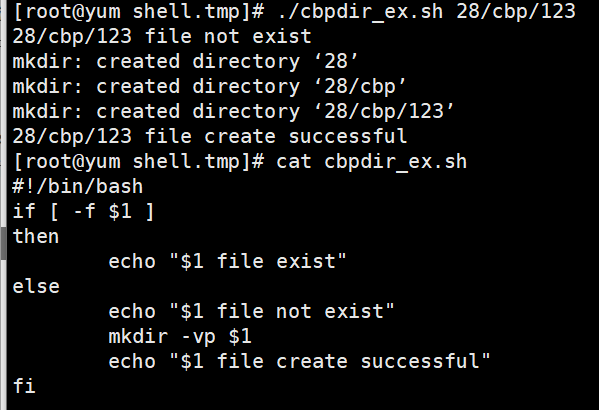 [root@yum shell.tmp]# ./cbpdir_ex.sh 28/cbp/123
28/cbp/123 file not exist
mkdir: created directory ‘28’
mkdir: created directory ‘28/cbp’
mkdir: created directory ‘28/cbp/123’
28/cbp/123 file create successful
[root@yum shell.tmp]# cat cbpdir_ex.sh
#!/bin/bash
if [ -f $1 ]
then
        echo "$1 file exist"
else
        echo "$1 file not exist"
        mkdir -vp $1
        echo "$1 file create successful"
fi